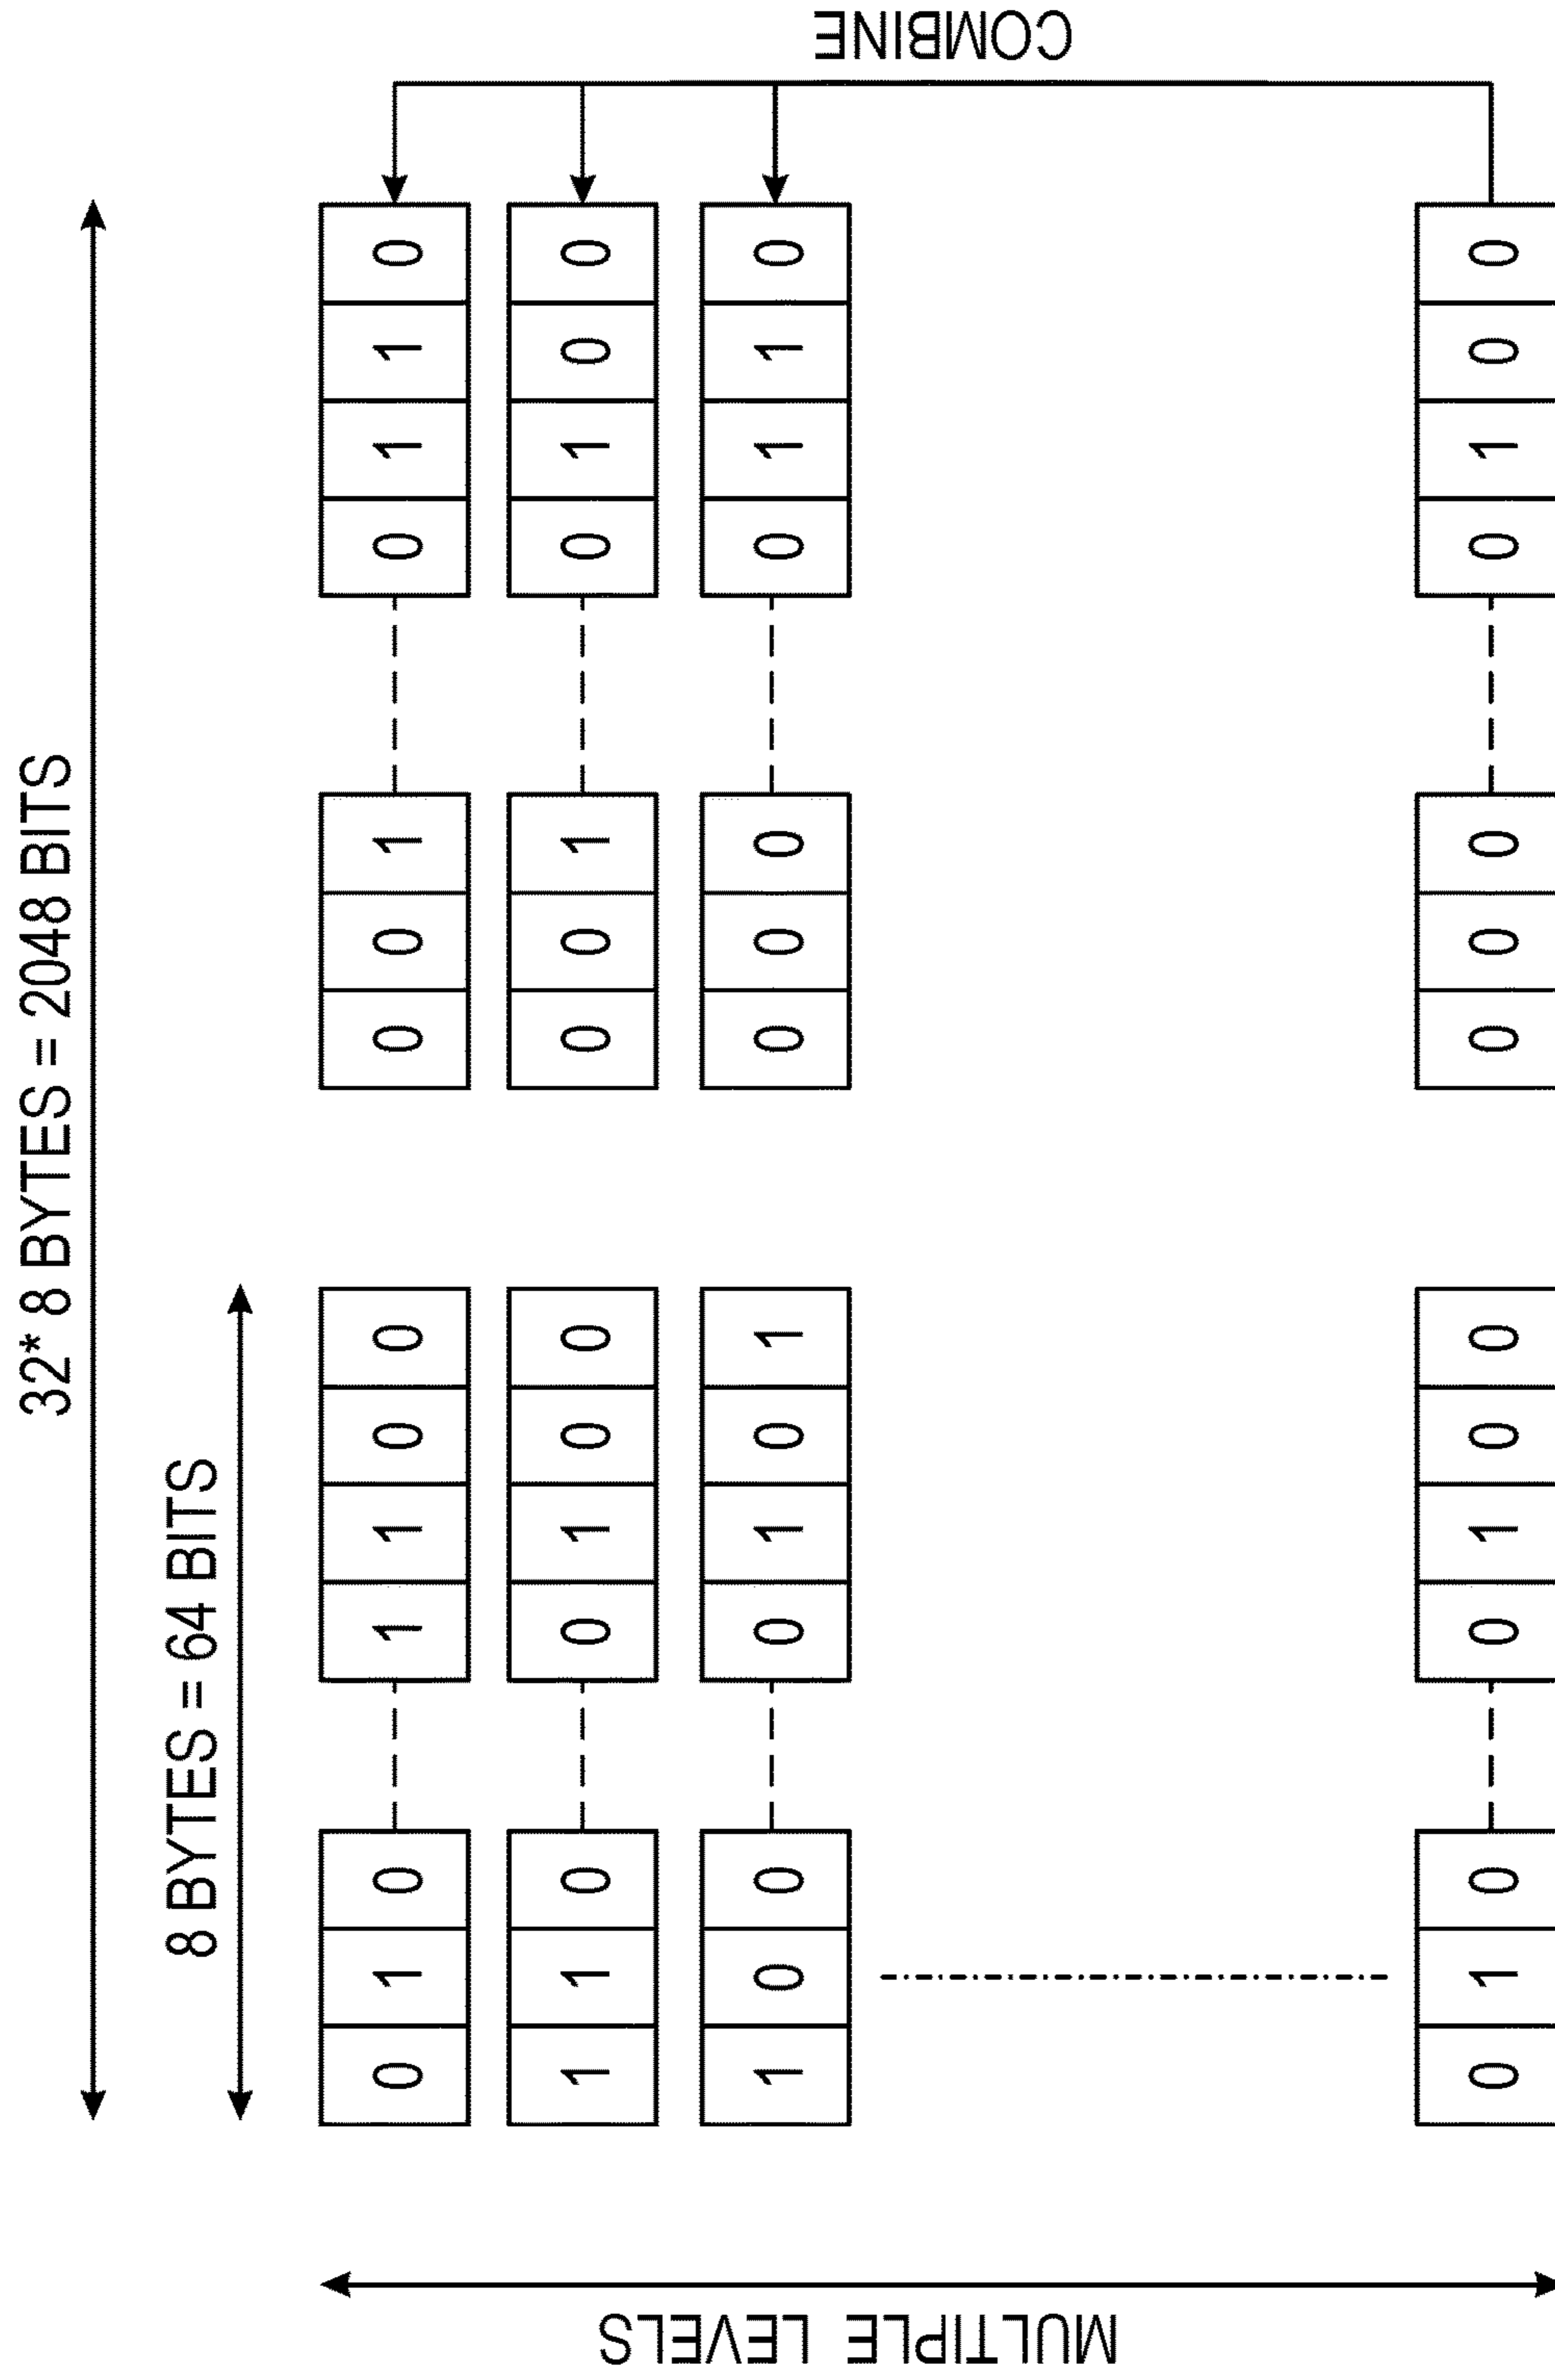 32* 8 BYTES = 2048 BITS
8 BYTES = 64 BITS
MULTIPLE LEVELS
0 1 0 1 1 0 0 0 0 1 0 1 1 0
1 1 0 0 1 0 0 0 0 1 0 1 0 0
1 0 0 0 1 0 1 0 0 0 0 1 1 0
0 1 0 0 1 0 0 0 0 0 0 1 0 0
COMBINE